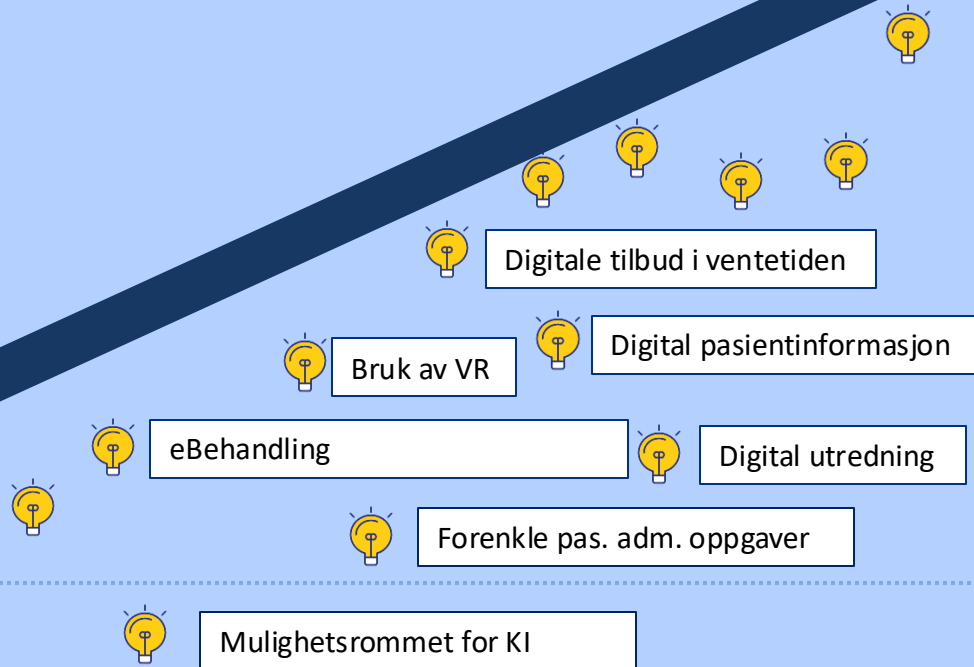 Digitale tilbud i ventetiden
Digital pasientinformasjon
Bruk av VR
eBehandling
Digital utredning
Forenkle pas. adm. oppgaver
Mulighetsrommet for KI